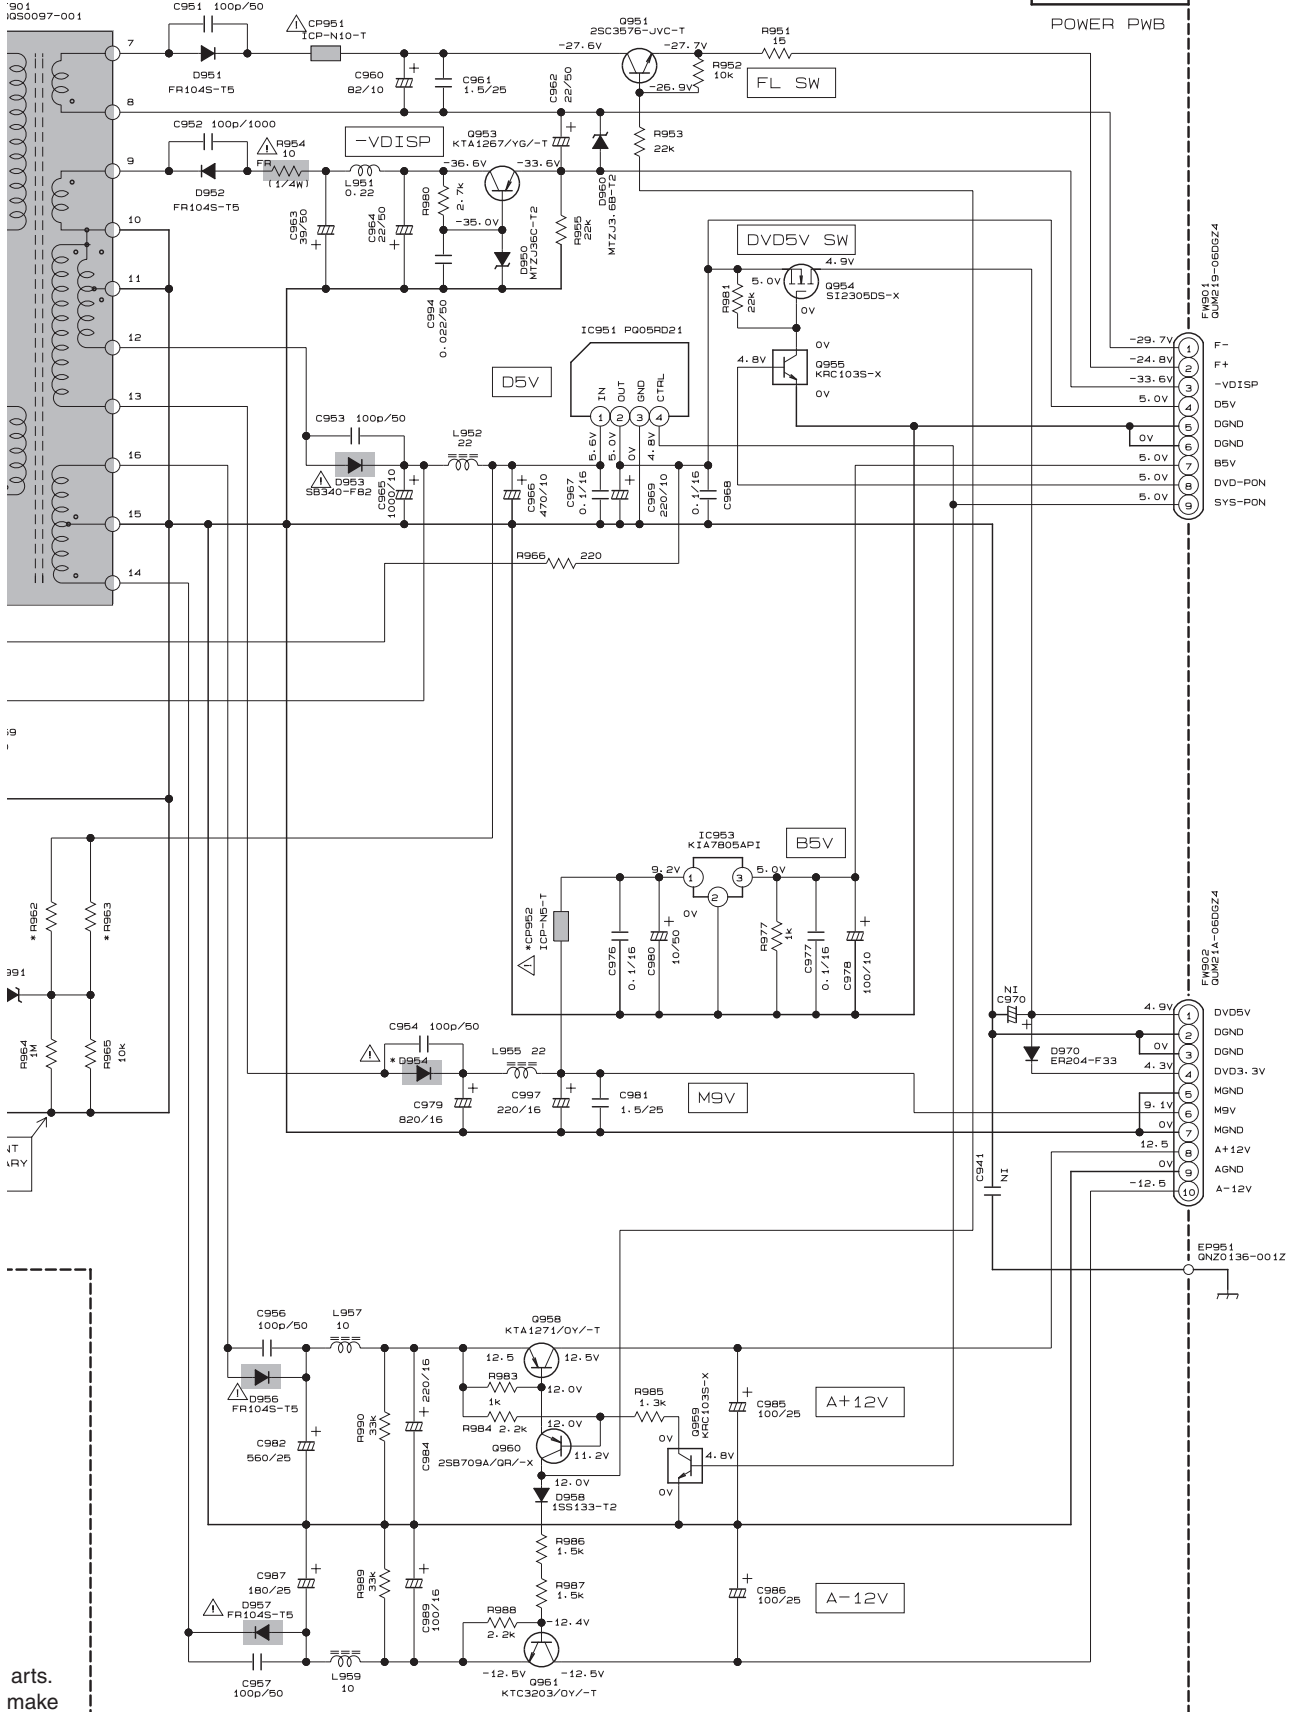 T901
QQS0097-001
C951 100p/50
7
D951
FR104S-T5
CP951
ICP-N10-T
C960
82/10
C961
1.5/25
C962
22/50
Q951
2SC3576-JVC-T
-27.6V
-27.7V
-26.9V
R951
15
R952
10k
R953
22k
FL SW
POWER PWB
8
C952 100p/1000
9
D952
FR104S-T5
R954
10
FR
(1/4W)
-VDISP
L951
0.22
C963
39/50
C964
22/50
R980
2.7k
Q953
KTA1267/YG/-T
-36.6V
-33.6V
-35.0V
C994
0.022/50
D950
MTZJ36C-T2
R955
22k
D960
MTZJ3.6B-T2
10
11
12
13
16
15
14
DVD5V SW
4.9V
5.0V
Q954
SI2305DS-X
R981
22k
0V
0V
4.8V
Q955
KRC103S-X
0V
IC951 PQ05RD21
D5V
IN
OUT
GND
CTRL
1
2
3
4
5.6V
5.0V
0V
4.8V
C953 100p/50
D953
SB340-F82
L952
22
C965
1000/10
C966
470/10
C967
0.1/16
C969
220/10
C968
0.1/16
R966 220
FW901
QUM219-06DGZ4
-29.7V 1 F-
-24.8V 2 F+
-33.6V 3 -VDISP
5.0V 4 D5V
5 DGND
0V 6 DGND
5.0V 7 B5V
5.0V 8 DVD-PON
5.0V 9 SYS-PON
IC953
KIA7805API
B5V
9.2V
1
2
3
5.0V
0V
*CP952
ICP-N5-T
C976
0.1/16
C980
10/50
R977
1k
C977
0.1/16
C978
100/10
* R962
* R963
991
R964
1M
R965
10k
NT
ARY
C954 100p/50
* D954
L955 22
C979
820/16
C997
220/16
C981
1.5/25
M9V
NI
C970
D970
ER204-F33
FW902
QUM21A-06DGZ4
4.9V 1 DVD5V
2 DGND
0V 3 DGND
4.3V 4 DVD3.3V
5 MGND
9.1V 6 M9V
0V 7 MGND
12.5 8 A+12V
0V 9 AGND
-12.5 10 A-12V
C941
NI
EP951
QNZ0136-001Z
C956
100p/50
L957
10
D956
FR104S-T5
C982
560/25
R990
33k
C984
220/16
Q958
KTA1271/OY/-T
12.5
12.5V
R983
1k
12.0V
R984 2.2k
12.0V
Q960
2SB709A/QR/-X
11.2V
12.0V
D958
1SS133-T2
R985
1.3k
Q959
KRC103S-X
0V
4.8V
0V
C985
100/25
A+12V
R986
1.5k
R987
1.5k
C987
180/25
R989
33k
C989
100/16
D957
FR104S-T5
C957
100p/50
L959
10
R988
2.2k
-12.4V
-12.5V
-12.5V
Q961
KTC3203/OY/-T
C986
100/25
A-12V
arts.
make